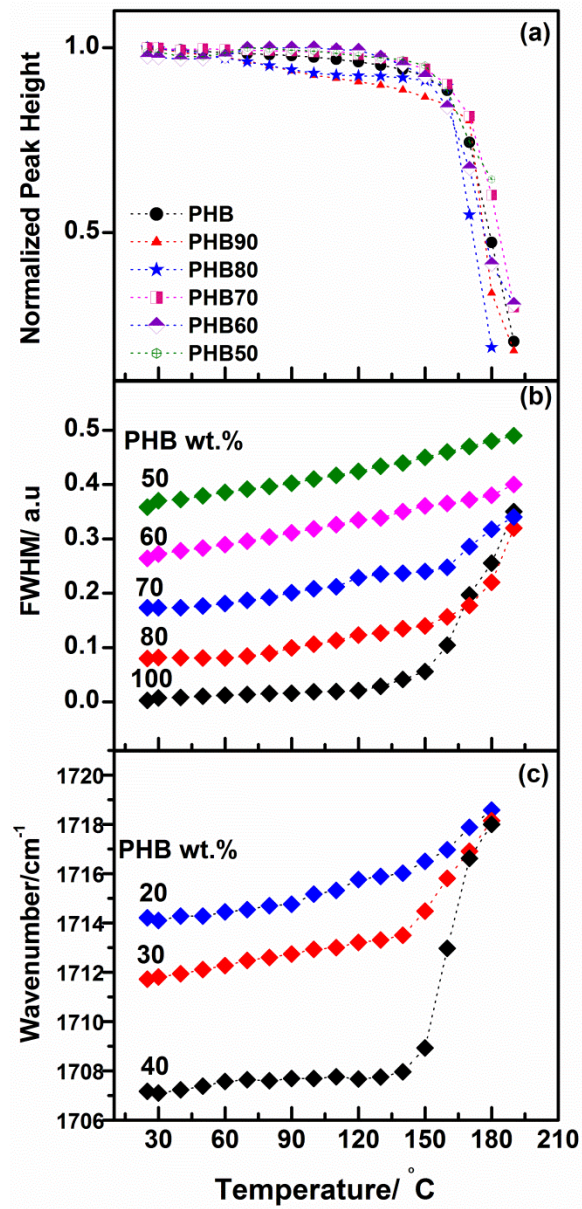 (a)
1.0
0.5
Normalized Peak Height
PHB
PHB90
PHB80
PHB70
PHB60
PHB50
(b)
PHB wt.%
0.5
0.4
0.3
0.2
0.1
0.0
FWHM/ a.u
50
60
70
80
100
(c)
PHB wt.%
1720
1718
1716
1714
1712
1710
1708
1706
Wavenumber/cm⁻¹
20
30
40
30 60 90 120 150 180 210
Temperature/ °C